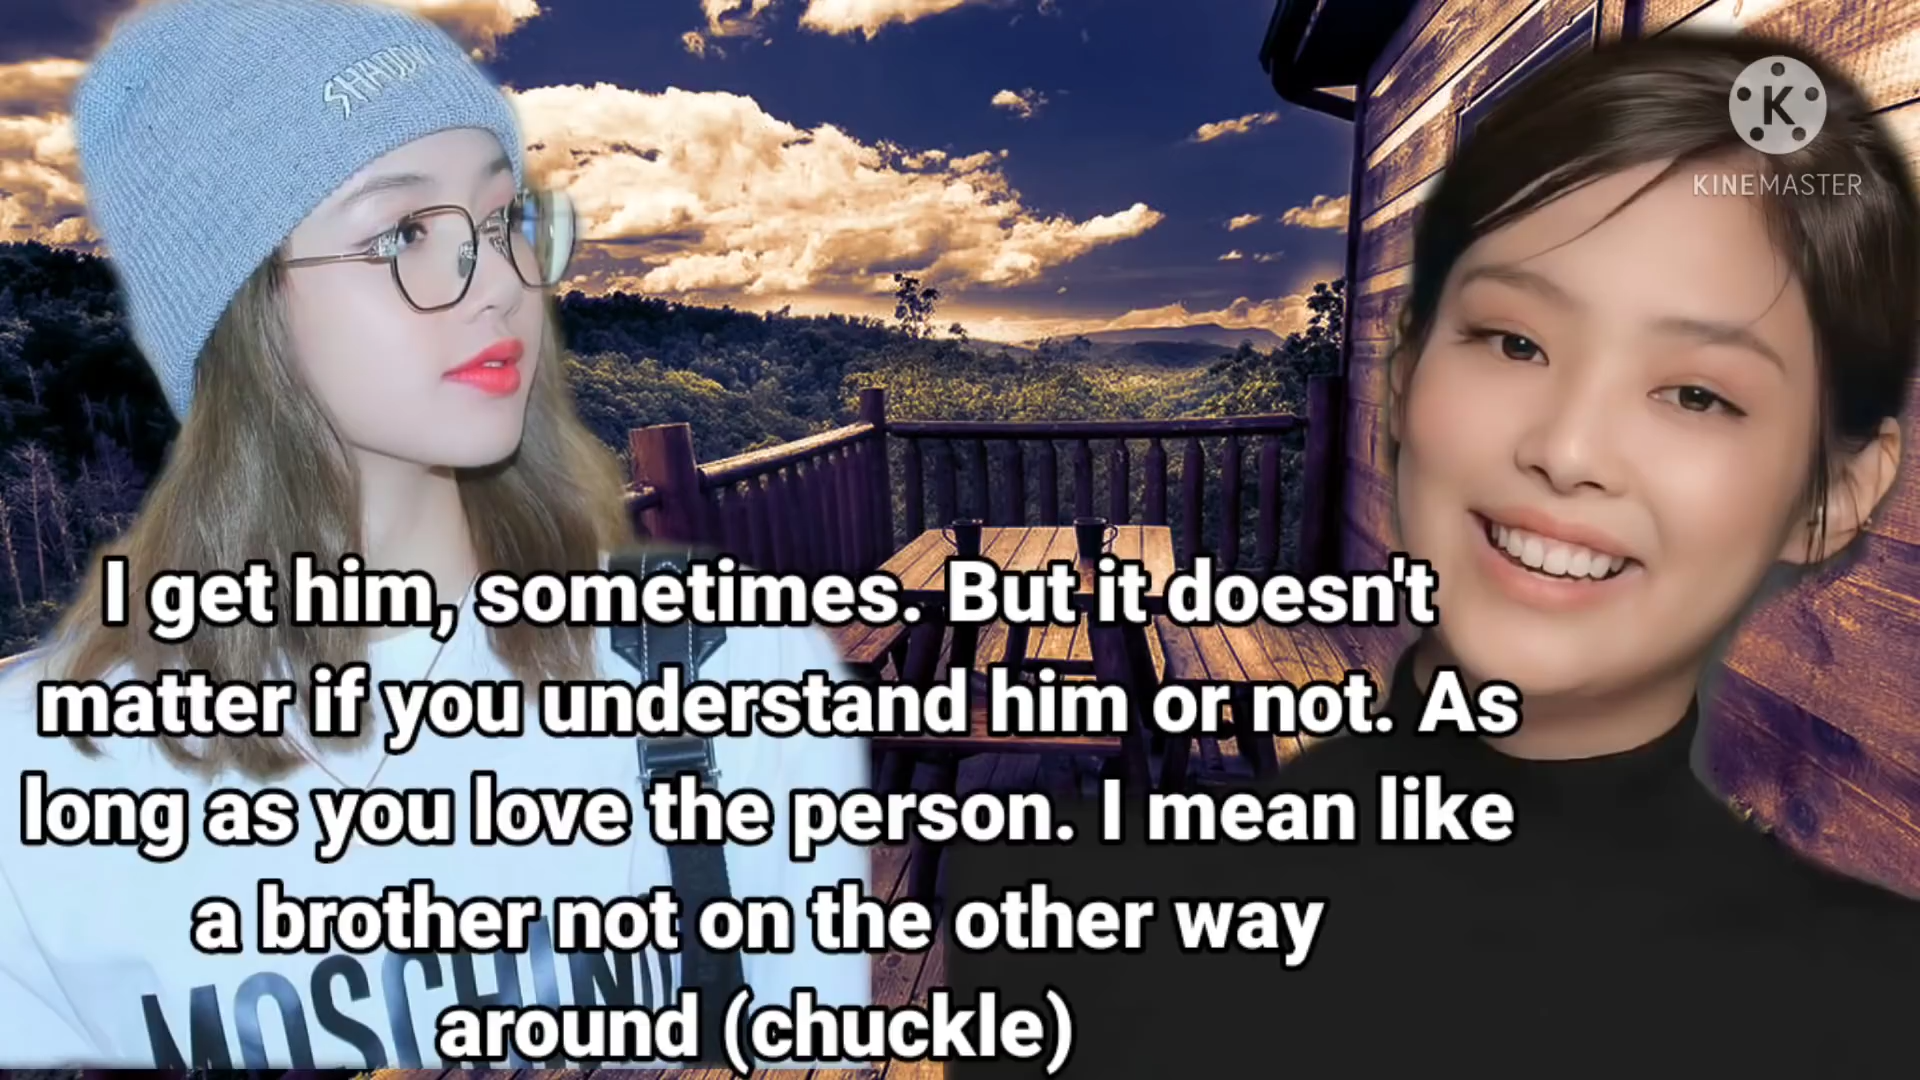 SHADOW
K
KINEMASTER
I get him, sometimes. But it doesn't
matter if you understand him or not. As
long as you love the person. I mean like
a brother not on the other way
around (chuckle)
MOSCHINO